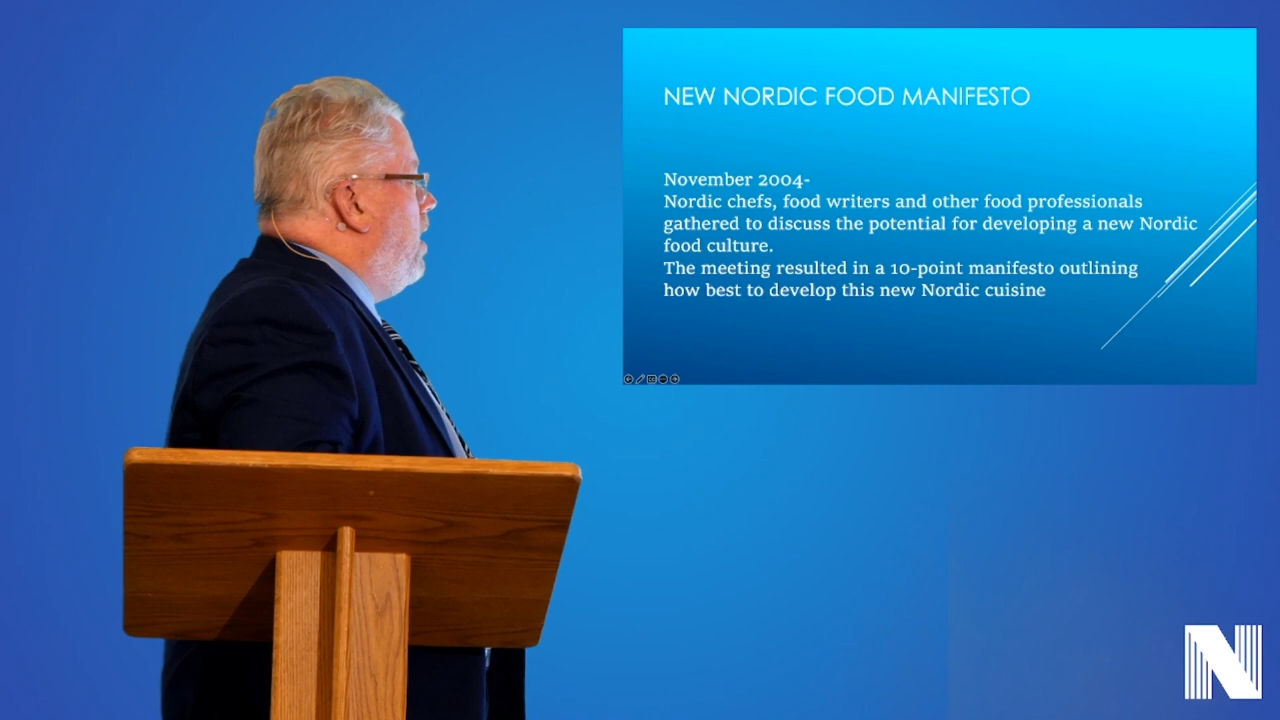 NEW NORDIC FOOD MANIFESTO
November 2004-
Nordic chefs, food writers and other food professionals
gathered to discuss the potential for developing a new Nordic
food culture.
The meeting resulted in a 10-point manifesto outlining
how best to develop this new Nordic cuisine
N